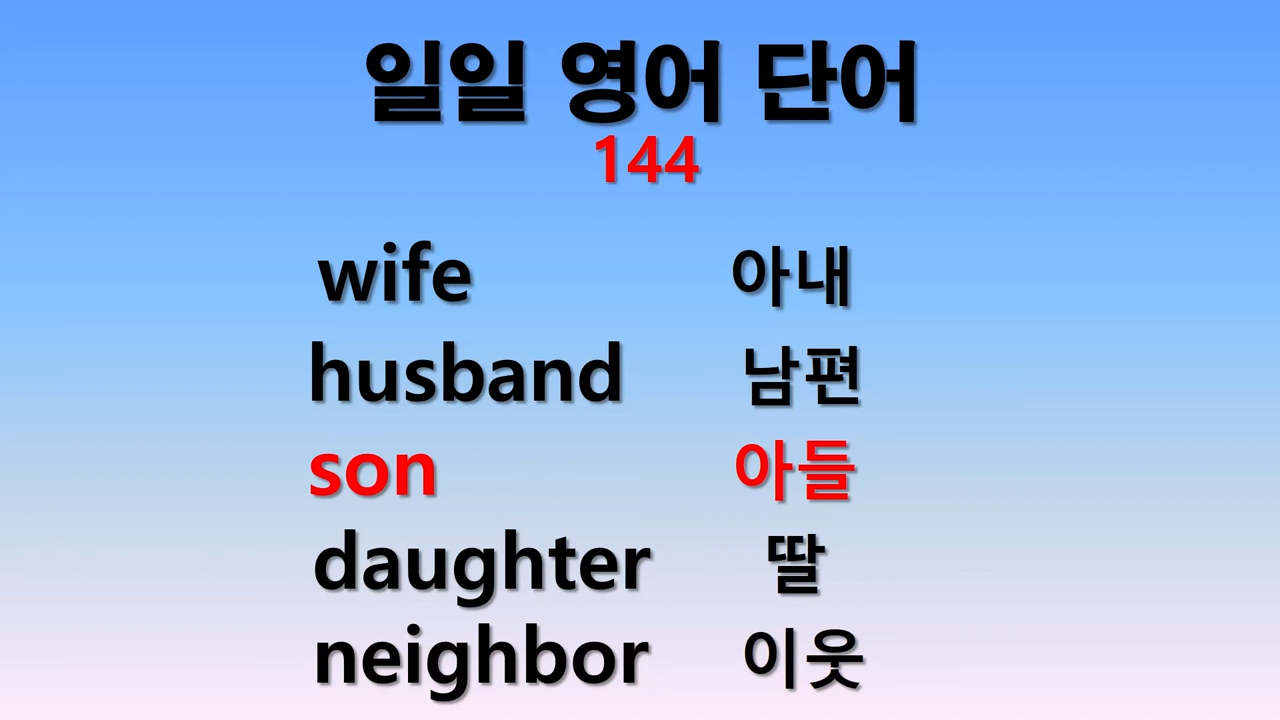 일일 영어 단어
144
wife 아내
husband 남편
son 아들
daughter 딸
neighbor 이웃